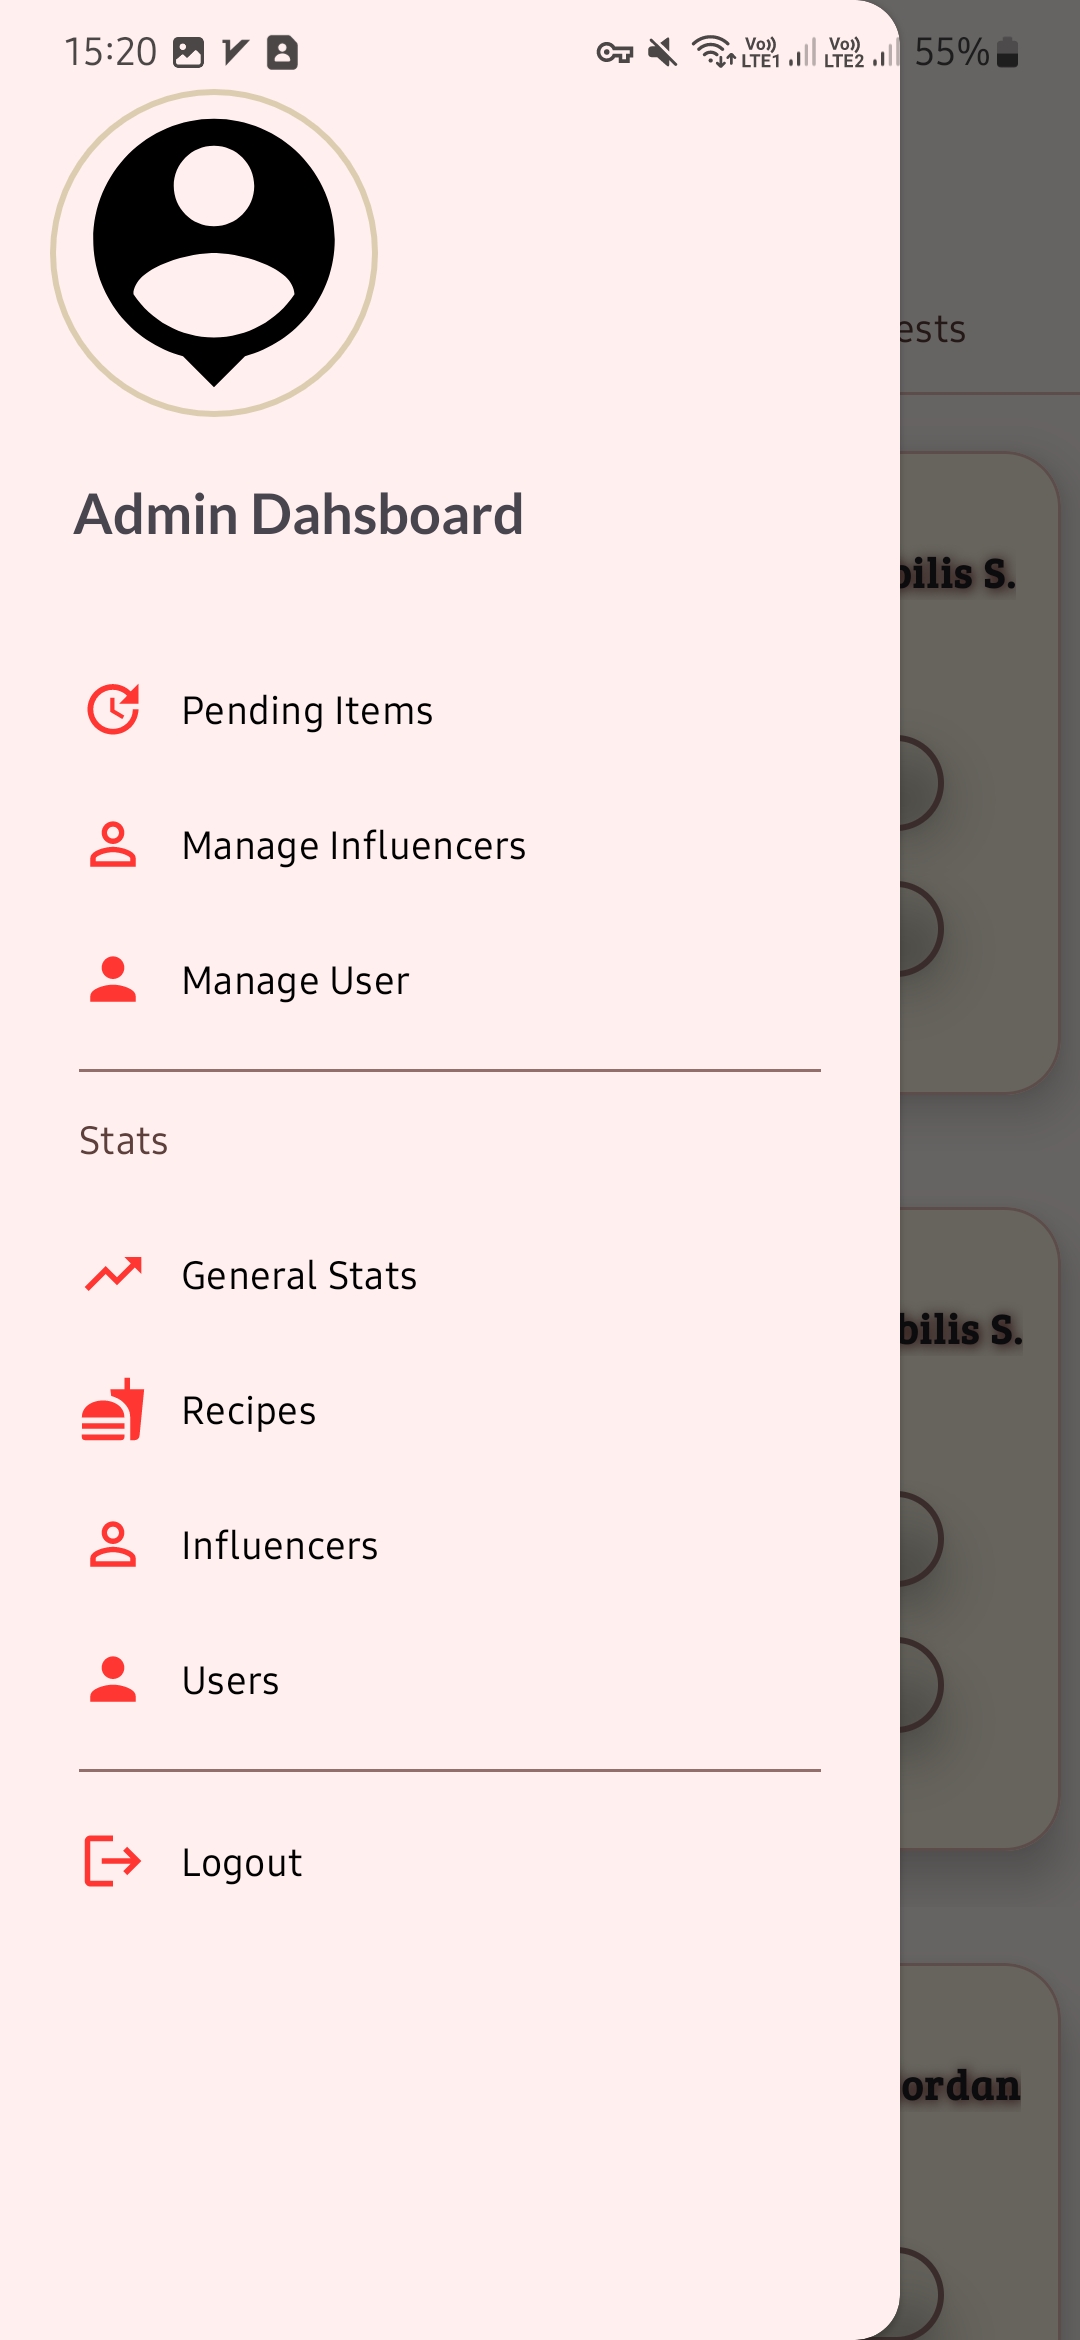 15:20 Vo)) LTE1 Vo)) LTE2 55%
ests
Admin Dahsboard
bilis S.
Pending Items
Manage Influencers
Manage User
Stats
General Stats
bilis S.
Recipes
Influencers
Users
Logout
ordan